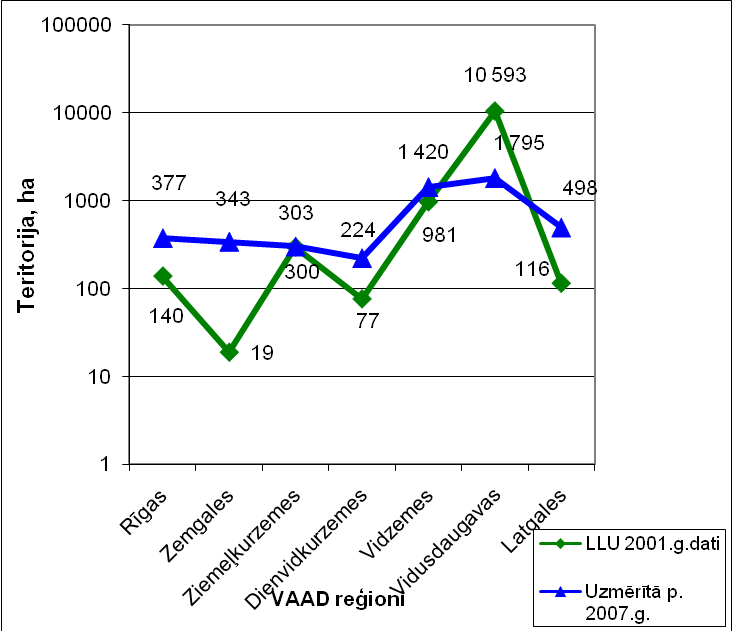 100000
10000
1000
100
10
1
Teritorija, ha
377
343
303
224
1 420
10 593
1 795
498
140
19
300
77
981
116
Rīgas
Zemgales
Ziemeļkurzemes
Dienvidkurzemes
Vidzemes
Vidusdaugavas
Latgales
VAAD reģioni
LLU 2001.g.dati
Uzmērītā p.
2007.g.